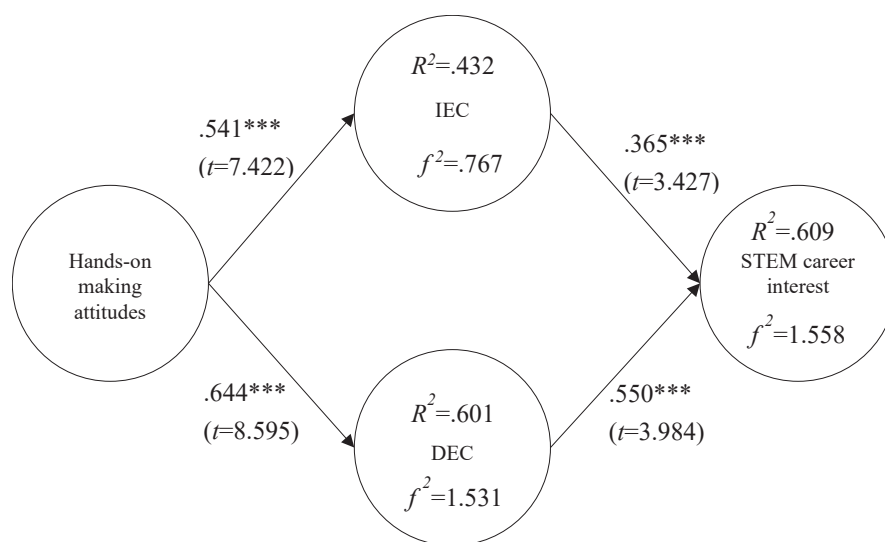 R²=.432
IEC
f²=.767
.541***
(t=7.422)
.365***
(t=3.427)
Hands-on
making
attitudes
R²=.609
STEM career
interest
f²=1.558
.644***
(t=8.595)
R²=.601
DEC
f²=1.531
.550***
(t=3.984)